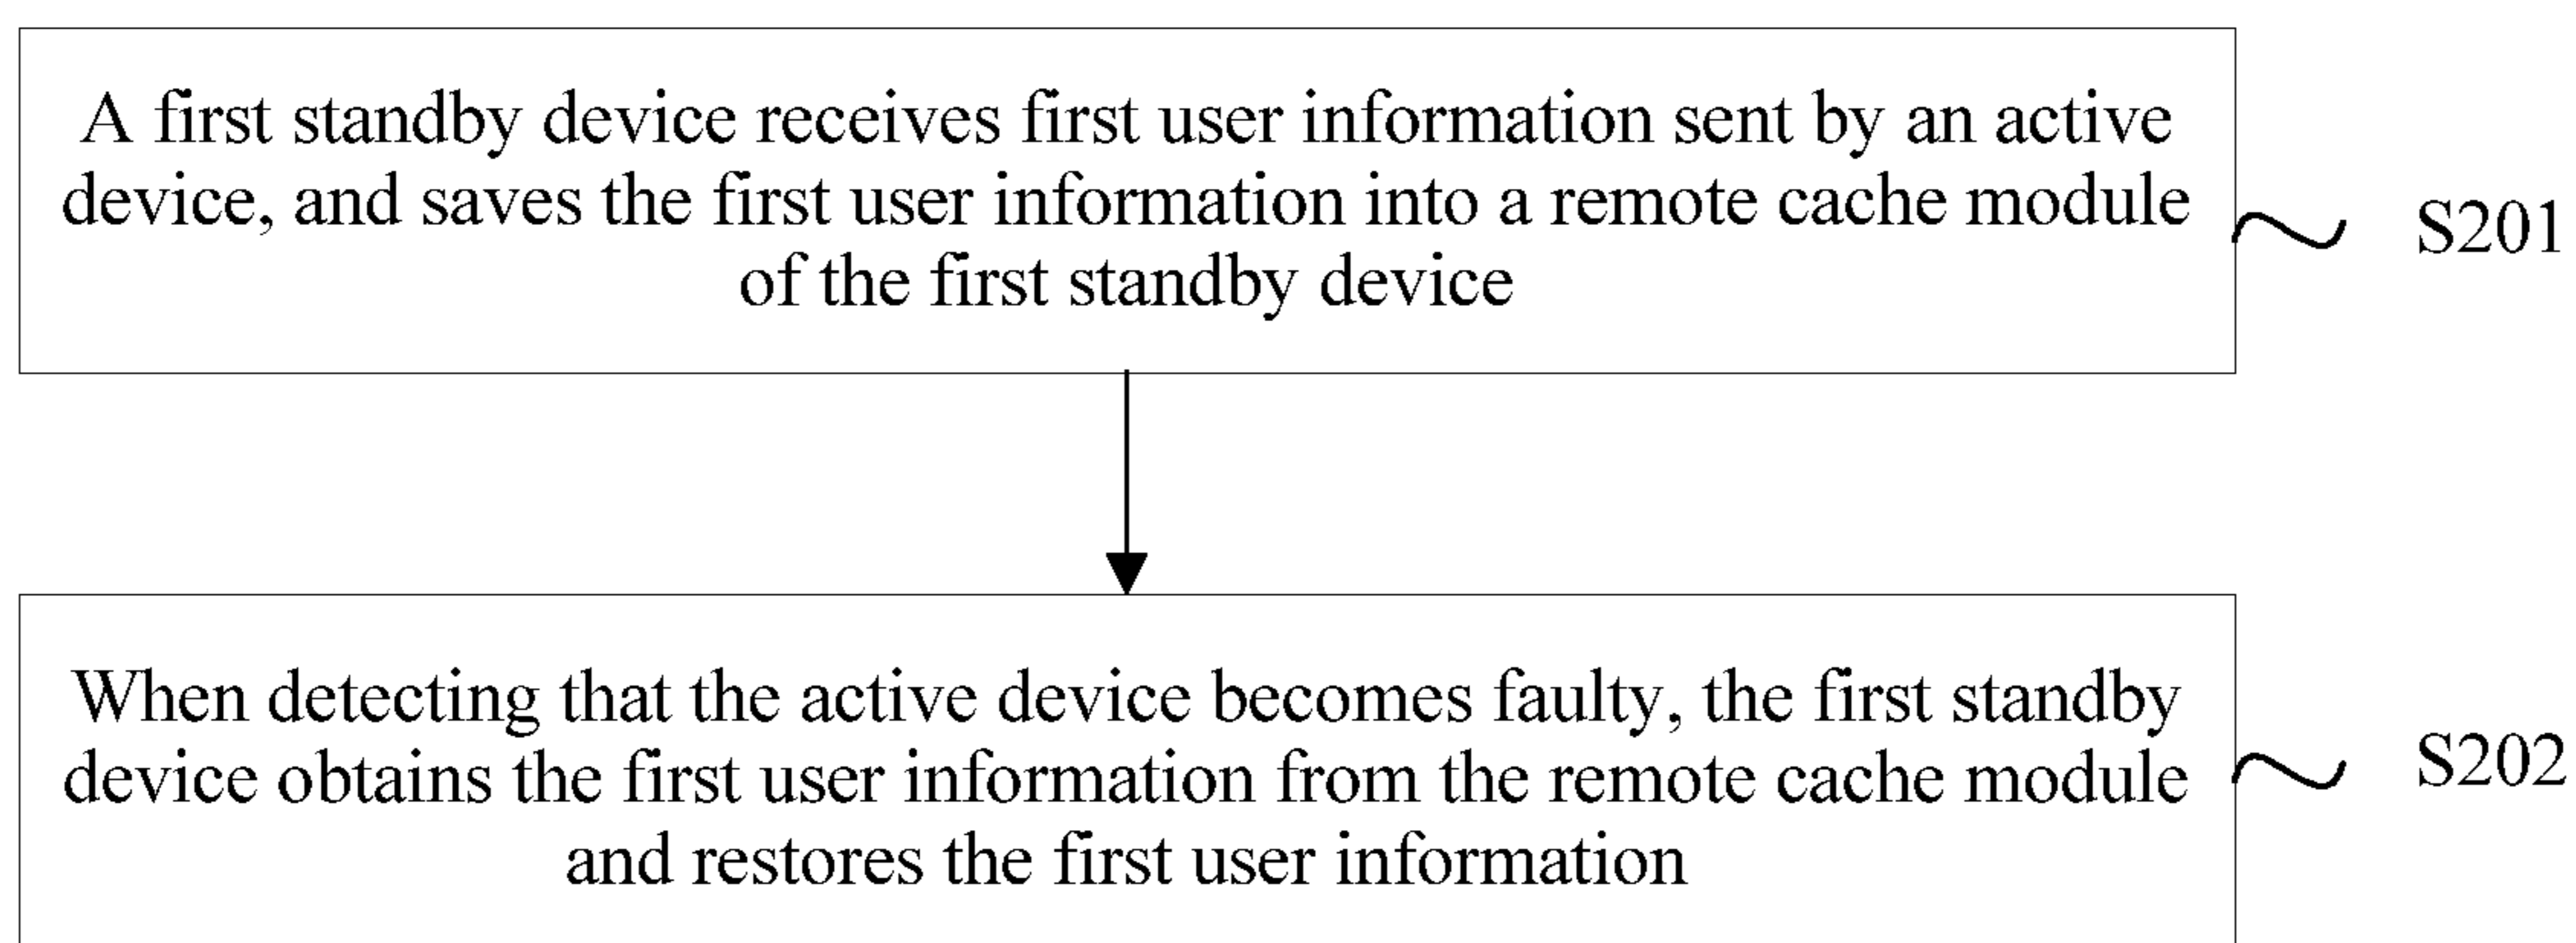 A first standby device receives first user information sent by an active
device, and saves the first user information into a remote cache module
of the first standby device
S201
When detecting that the active device becomes faulty, the first standby
device obtains the first user information from the remote cache module
and restores the first user information
S202